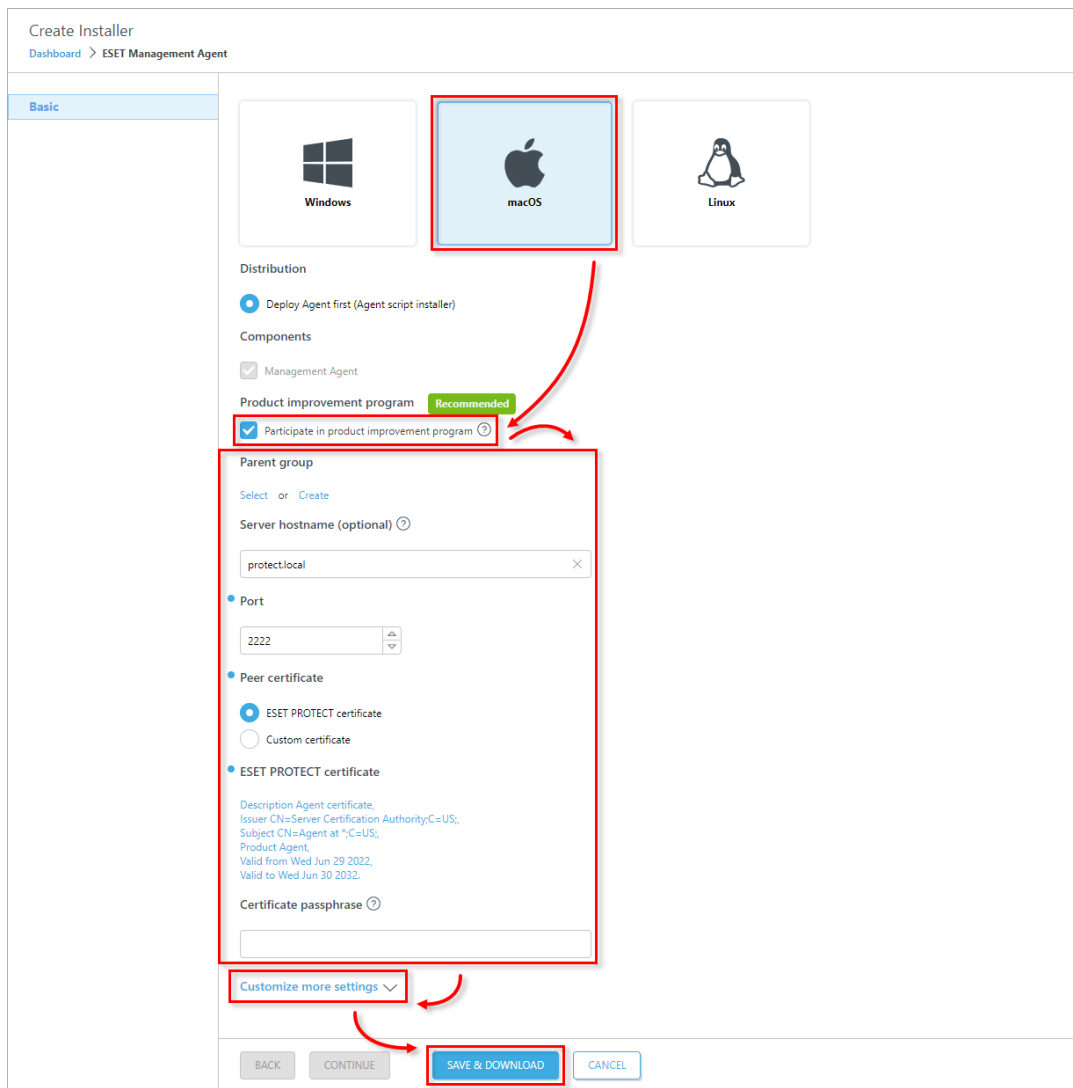 Create Installer
Dashboard > ESET Management Agent
Basic
Windows
macOS
Linux
Distribution
Deploy Agent first (Agent script installer)
Components
Management Agent
Product improvement program Recommended
Participate in product improvement program ?
Parent group
Select or Create
Server hostname (optional) ?
protect.local
Port
2222
Peer certificate
ESET PROTECT certificate
Custom certificate
ESET PROTECT certificate
Description Agent certificate,
Issuer CN=Server Certification Authority;C=US;,
Subject CN=Agent at *;C=US;,
Product Agent,
Valid from Wed Jun 29 2022,
Valid to Wed Jun 30 2032.
Certificate passphrase ?
Customize more settings
BACK CONTINUE SAVE & DOWNLOAD CANCEL